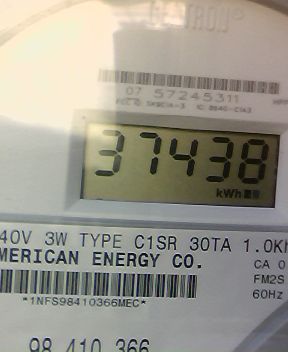 07 57245311
37438
kWh
40V 3W TYPE C1SR 30TA 1.0Kh
MERICAN ENERGY CO.
CA 0
FM2S
60Hz
*1NFS98410366MEC*
98 410 366